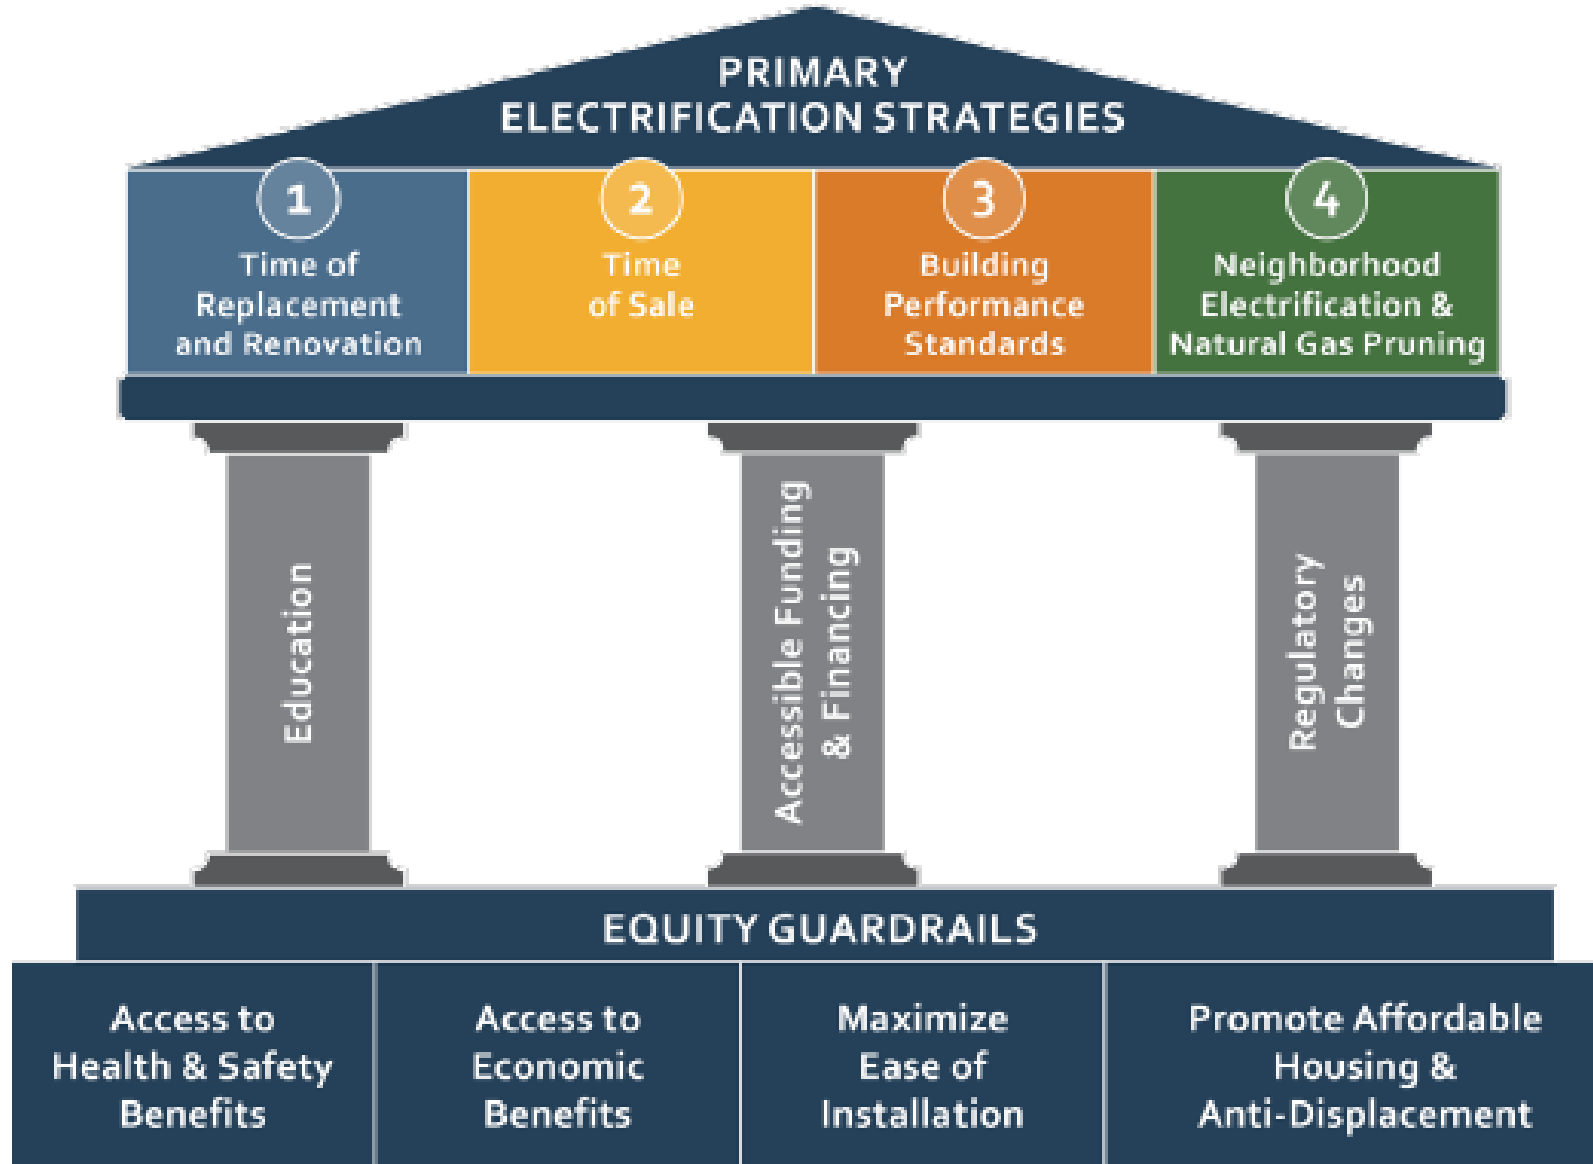 PRIMARY
ELECTRIFICATION STRATEGIES
1
Time of
Replacement
and Renovation
2
Time
of Sale
3
Building
Performance
Standards
4
Neighborhood
Electrification &
Natural Gas Pruning
Education
Accessible Funding
& Financing
Regulatory
Changes
EQUITY GUARDRAILS
Access to
Health & Safety
Benefits
Access to
Economic
Benefits
Maximize
Ease of
Installation
Promote Affordable
Housing &
Anti-Displacement